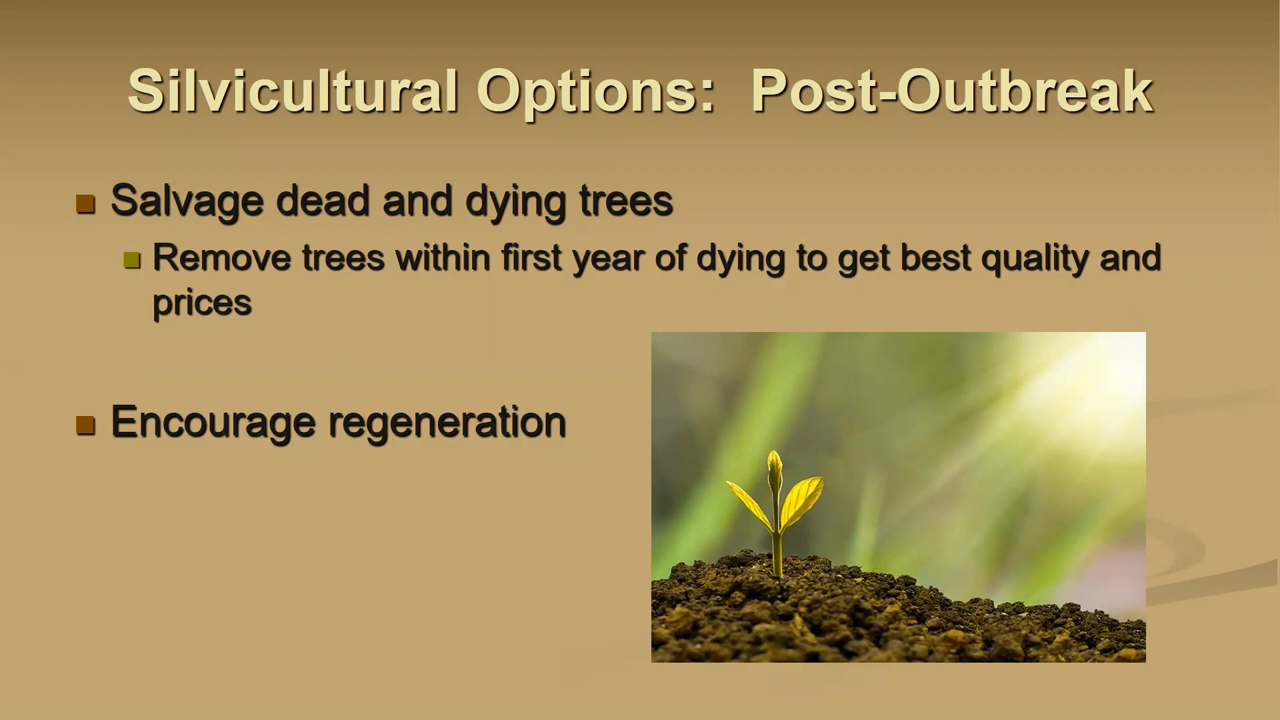 Silvicultural Options: Post-Outbreak
Salvage dead and dying trees
Remove trees within first year of dying to get best quality and
prices
Encourage regeneration